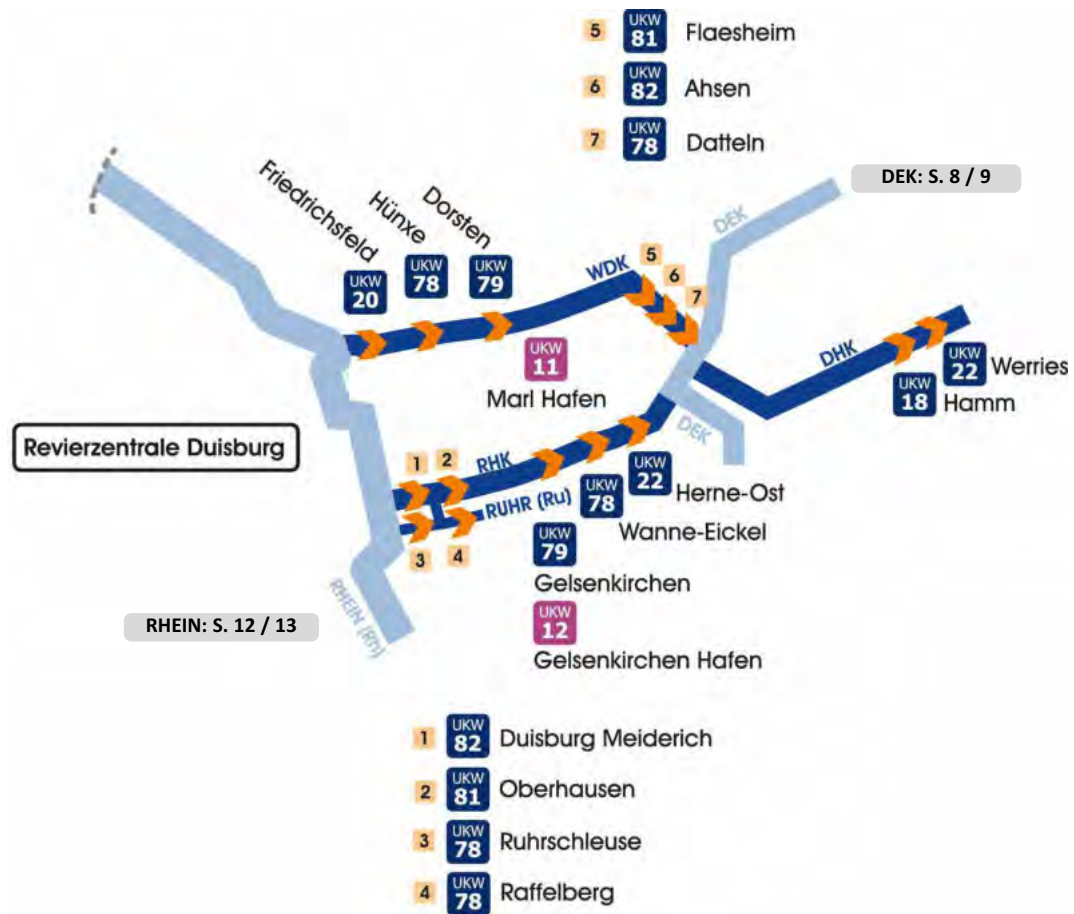 5 UKW 81 Flaesheim
6 UKW 82 Ahsen
7 UKW 78 Datteln
DEK: S. 8 / 9
Friedrichsfeld
Hünxe
Dorsten
UKW 20
UKW 78
UKW 79
WDK
5
6
7
DEK
UKW 11
Marl Hafen
DHK
UKW 22 Werries
UKW 18 Hamm
DEK
Revierzentrale Duisburg
1
2
RHK
RUHR (Ru)
3
4
UKW 22 Herne-Ost
UKW 78 Wanne-Eickel
UKW 79
Gelsenkirchen
UKW 12
Gelsenkirchen Hafen
RHEIN (Rh)
RHEIN: S. 12 / 13
1 UKW 82 Duisburg Meiderich
2 UKW 81 Oberhausen
3 UKW 78 Ruhrschleuse
4 UKW 78 Raffelberg